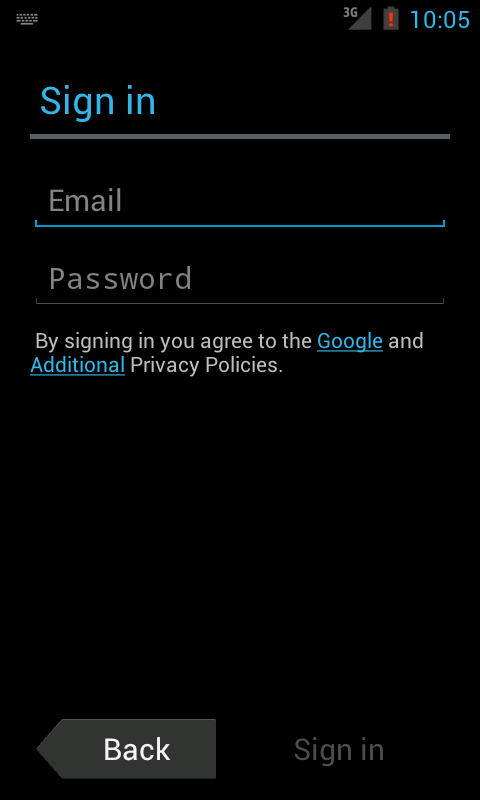 3G 10:05
Sign in
Email
Password
By signing in you agree to the Google and
Additional Privacy Policies.
Back Sign in